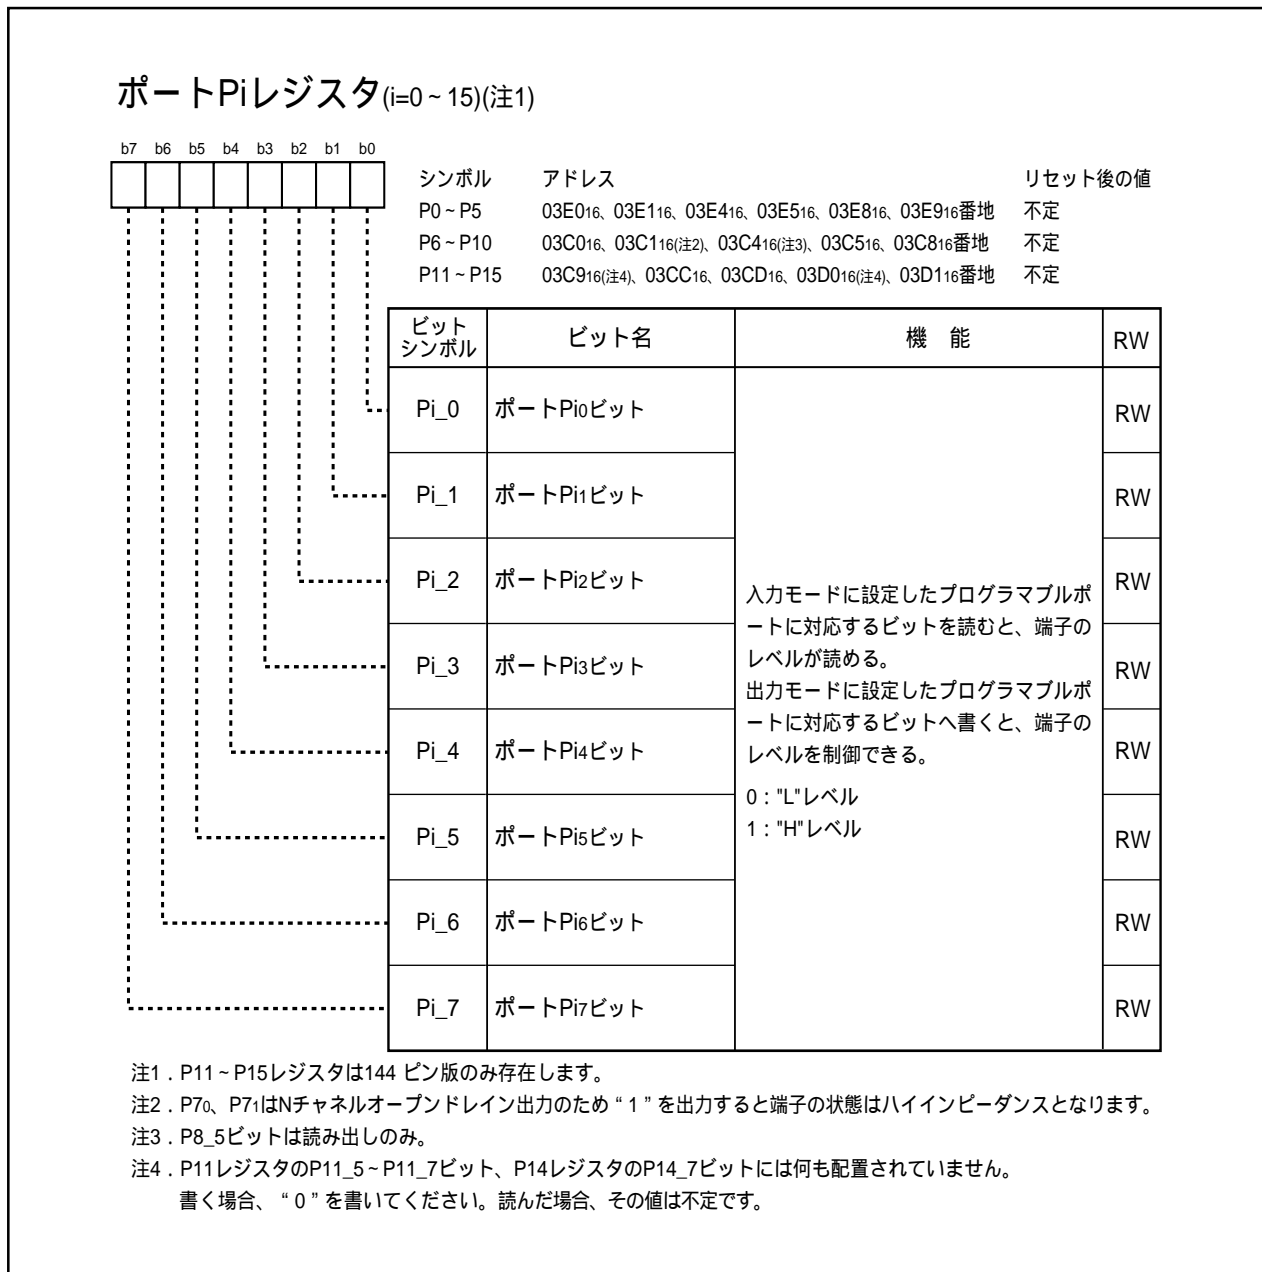 ポートPiレジスタ(i=0~15)(注1)
b7 b6 b5 b4 b3 b2 b1 b0
シンボル アドレス リセット後の値
P0~P5 03E016、03E116、03E416、03E516、03E816、03E916番地 不定
P6~P10 03C016、03C116(注2)、03C416(注3)、03C516、03C816番地 不定
P11~P15 03C916(注4)、03CC16、03CD16、03D016(注4)、03D116番地 不定
ビット
シンボル
ビット名
機 能
RW
Pi_0 ポートPi0ビット RW
Pi_1 ポートPi1ビット RW
Pi_2 ポートPi2ビット RW
Pi_3 ポートPi3ビット RW
Pi_4 ポートPi4ビット RW
Pi_5 ポートPi5ビット RW
Pi_6 ポートPi6ビット RW
Pi_7 ポートPi7ビット RW
入力モードに設定したプログラマブルポ
ートに対応するビットを読むと、端子の
レベルが読める。
出力モードに設定したプログラマブルポ
ートに対応するビットへ書くと、端子の
レベルを制御できる。
0:"L"レベル
1:"H"レベル
注1.P11~P15レジスタは144 ピン版のみ存在します。
注2.P70、P71はNチャネルオープンドレイン出力のため“1”を出力すると端子の状態はハイインピーダンスとなります。
注3.P8_5ビットは読み出しのみ。
注4.P11レジスタのP11_5~P11_7ビット、P14レジスタのP14_7ビットには何も配置されていません。
書く場合、“0”を書いてください。読んだ場合、その値は不定です。